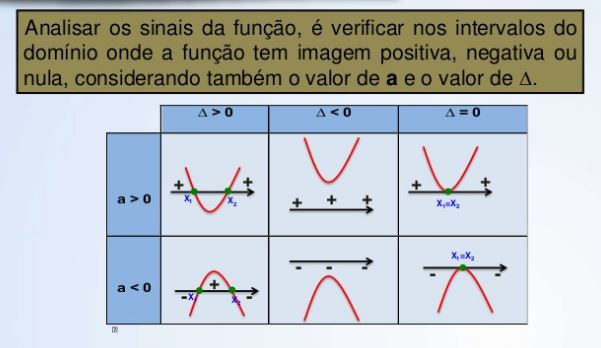 Analisar os sinais da função, é verificar nos intervalos do
domínio onde a função tem imagem positiva, negativa ou
nula, considerando também o valor de a e o valor de Δ.
Δ > 0 Δ < 0 Δ = 0
a > 0
+ + + + + + +
X₁ X₂ X₁=X₂
a < 0
X₁=X₂
- + - - - - - -
X₁ X₂